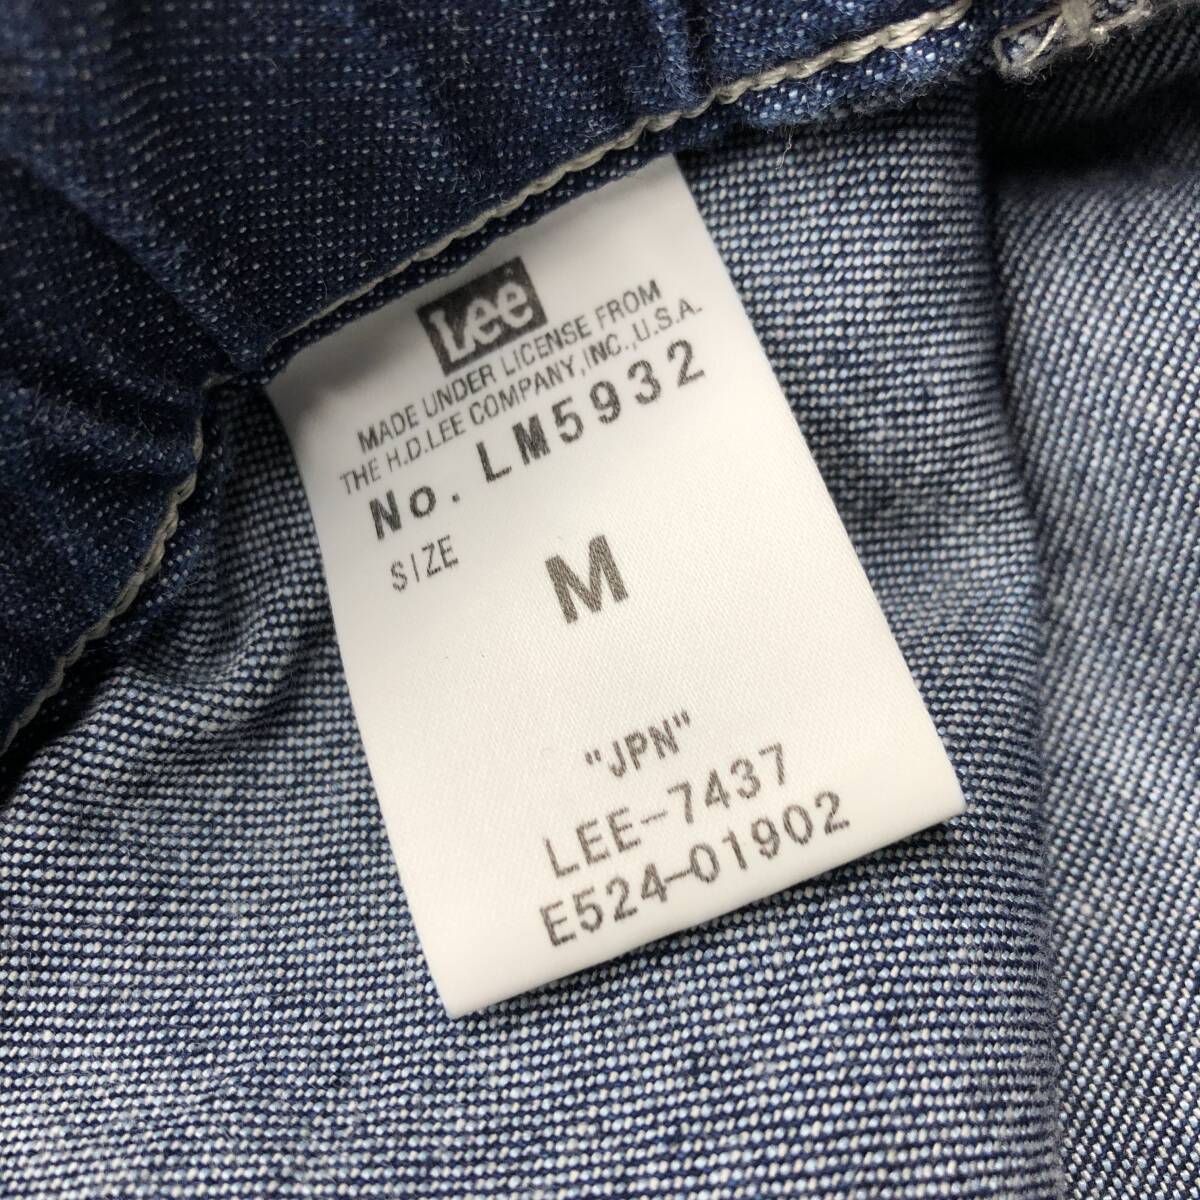 Lee
MADE UNDER LICENSE FROM
THE H.D.LEE COMPANY,INC.,U.S.A.
No. LM5932
SIZE M
"JPN"
LEE-7437
E524-01902